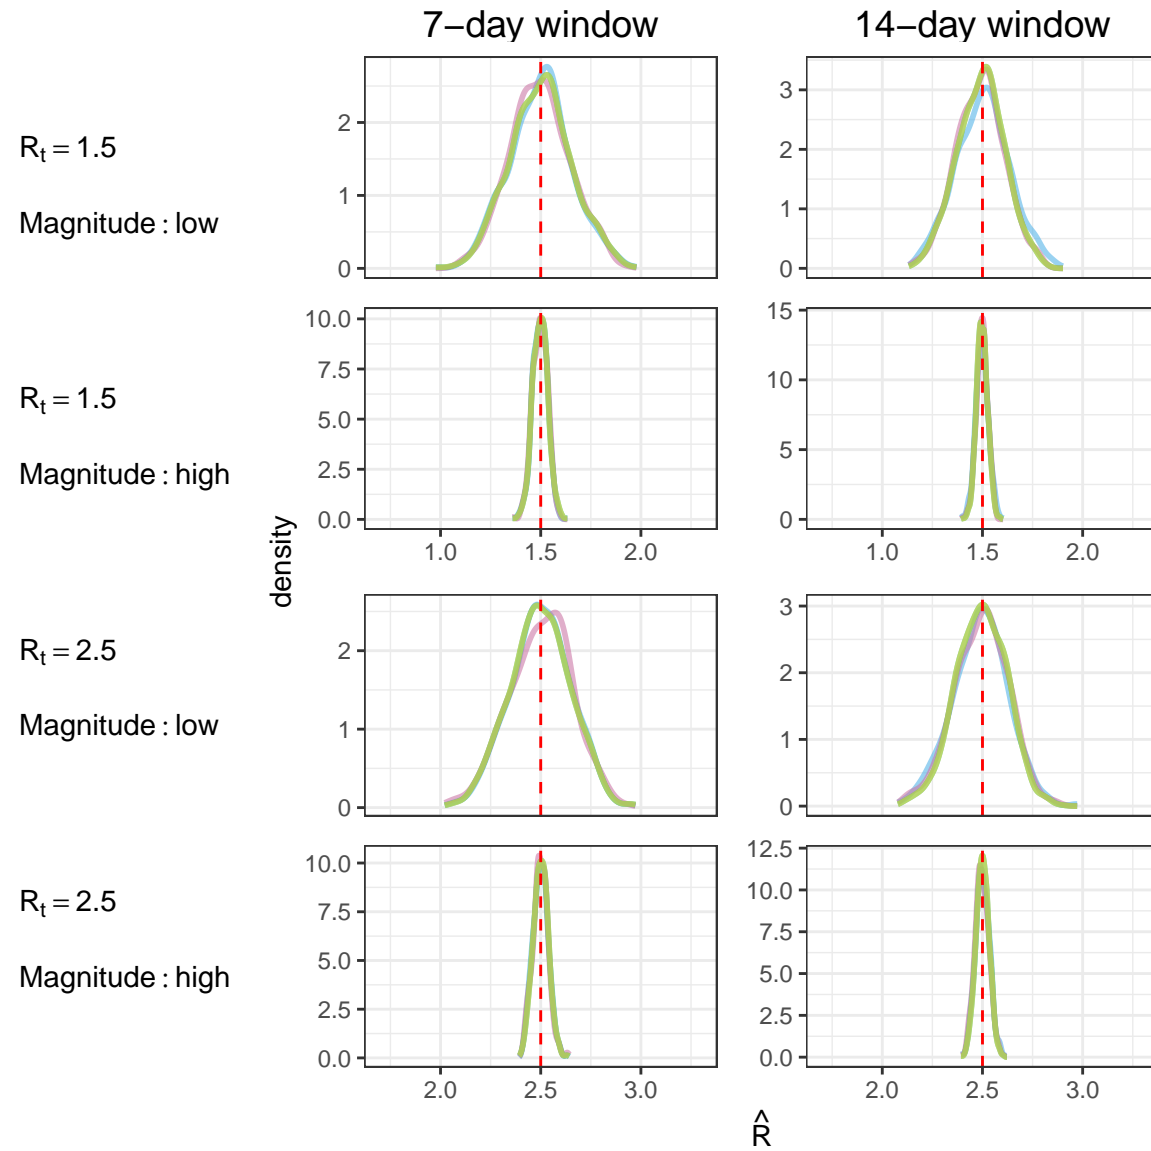 7−day window
14−day window
Rt = 1.5
Magnitude : low
2
1
0
3
2
1
0
Rt = 1.5
Magnitude : high
10.0
7.5
5.0
2.5
0.0
1.0 1.5 2.0
15
10
5
0
1.0 1.5 2.0
density
Rt = 2.5
Magnitude : low
2
1
0
3
2
1
0
Rt = 2.5
Magnitude : high
10.0
7.5
5.0
2.5
0.0
2.0 2.5 3.0
12.5
10.0
7.5
5.0
2.5
0.0
2.0 2.5 3.0
R̂